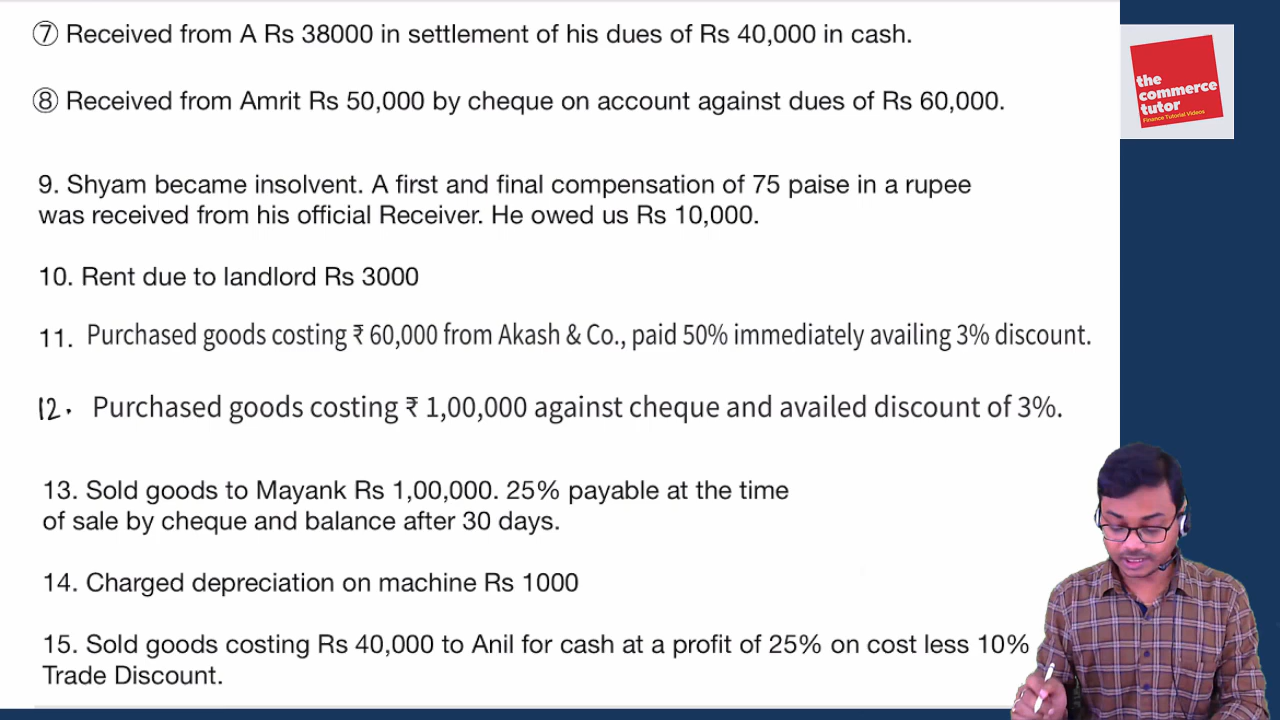 ⑦ Received from A Rs 38000 in settlement of his dues of Rs 40,000 in cash.
⑧ Received from Amrit Rs 50,000 by cheque on account against dues of Rs 60,000.
9. Shyam became insolvent. A first and final compensation of 75 paise in a rupee
was received from his official Receiver. He owed us Rs 10,000.
10. Rent due to landlord Rs 3000
11. Purchased goods costing ₹ 60,000 from Akash & Co., paid 50% immediately availing 3% discount.
12. Purchased goods costing ₹ 1,00,000 against cheque and availed discount of 3%.
13. Sold goods to Mayank Rs 1,00,000. 25% payable at the time
of sale by cheque and balance after 30 days.
14. Charged depreciation on machine Rs 1000
15. Sold goods costing Rs 40,000 to Anil for cash at a profit of 25% on cost less 10%
Trade Discount.
the
commerce
tutor
Finance Tutorial Videos